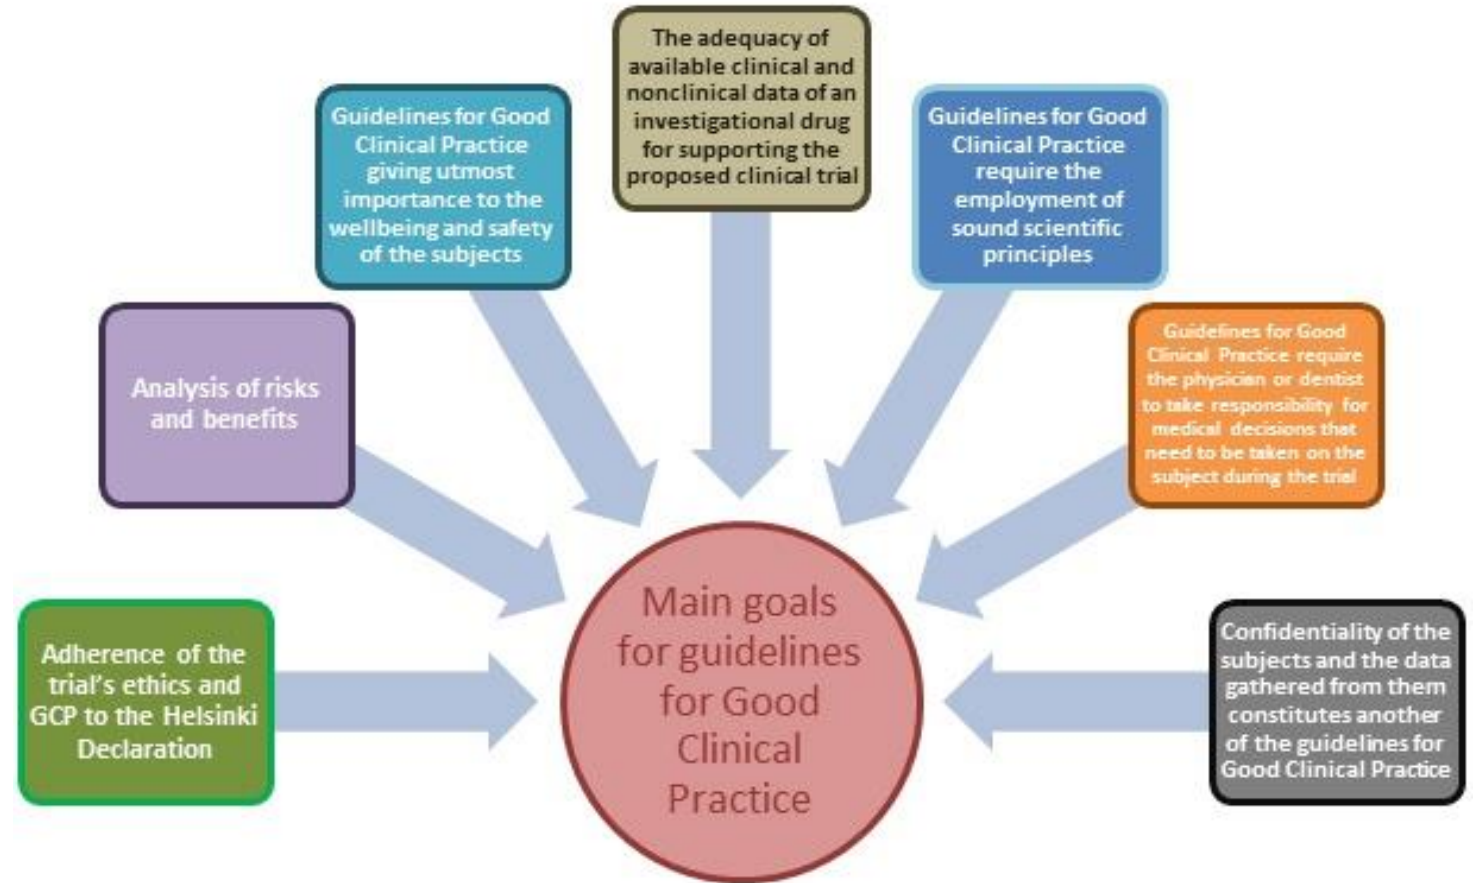 Adherence of the
trial's ethics and
GCP to the Helsinki
Declaration
Analysis of risks
and benefits
Guidelines for Good
Clinical Practice
giving utmost
importance to the
wellbeing and safety
of the subjects
The adequacy of
available clinical and
nonclinical data of an
investigational drug
for supporting the
proposed clinical trial
Guidelines for Good
Clinical Practice
require the
employment of
sound scientific
principles
Guidelines for Good
Clinical Practice require
the physician or dentist
to take responsibility for
medical decisions that
need to be taken on the
subject during the trial
Confidentiality of the
subjects and the data
gathered from them
constitutes another
of the guidelines for
Good Clinical Practice
Main goals
for guidelines
for Good
Clinical
Practice